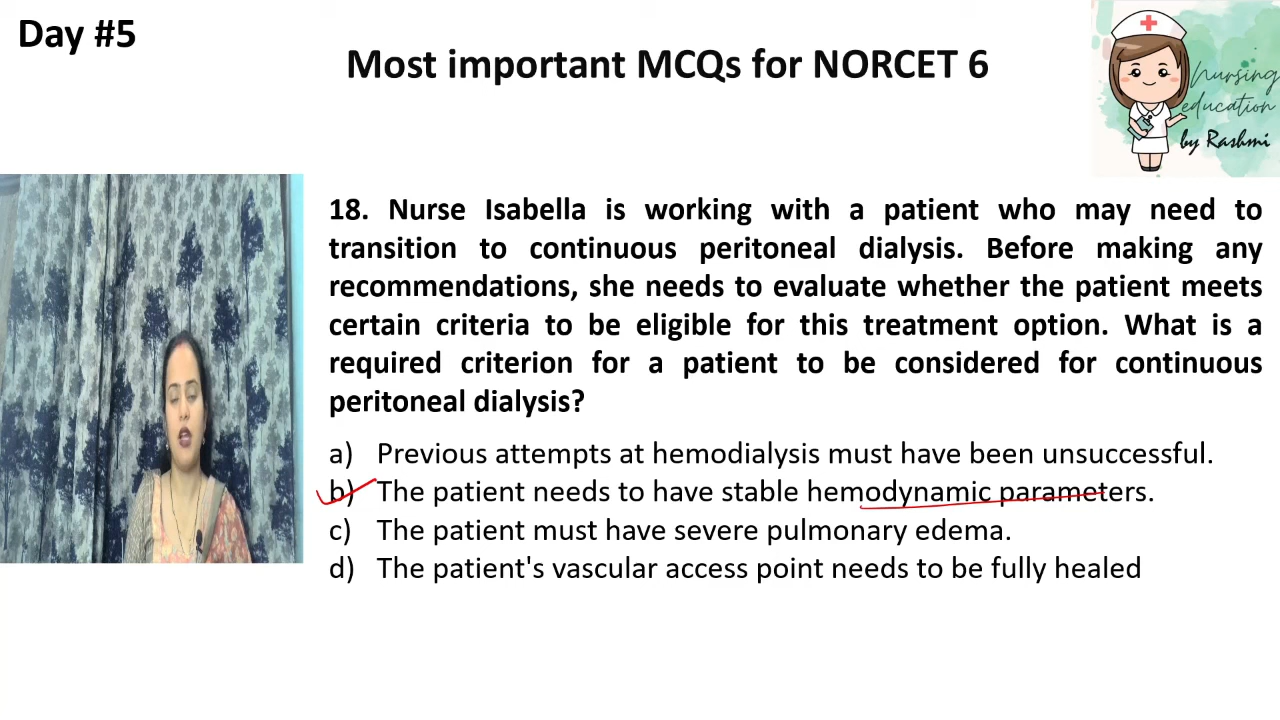 Day #5
Most important MCQs for NORCET 6
Nursing
education
by Rashmi
18. Nurse Isabella is working with a patient who may need to
transition to continuous peritoneal dialysis. Before making any
recommendations, she needs to evaluate whether the patient meets
certain criteria to be eligible for this treatment option. What is a
required criterion for a patient to be considered for continuous
peritoneal dialysis?
a) Previous attempts at hemodialysis must have been unsuccessful.
b) The patient needs to have stable hemodynamic parameters.
c) The patient must have severe pulmonary edema.
d) The patient's vascular access point needs to be fully healed